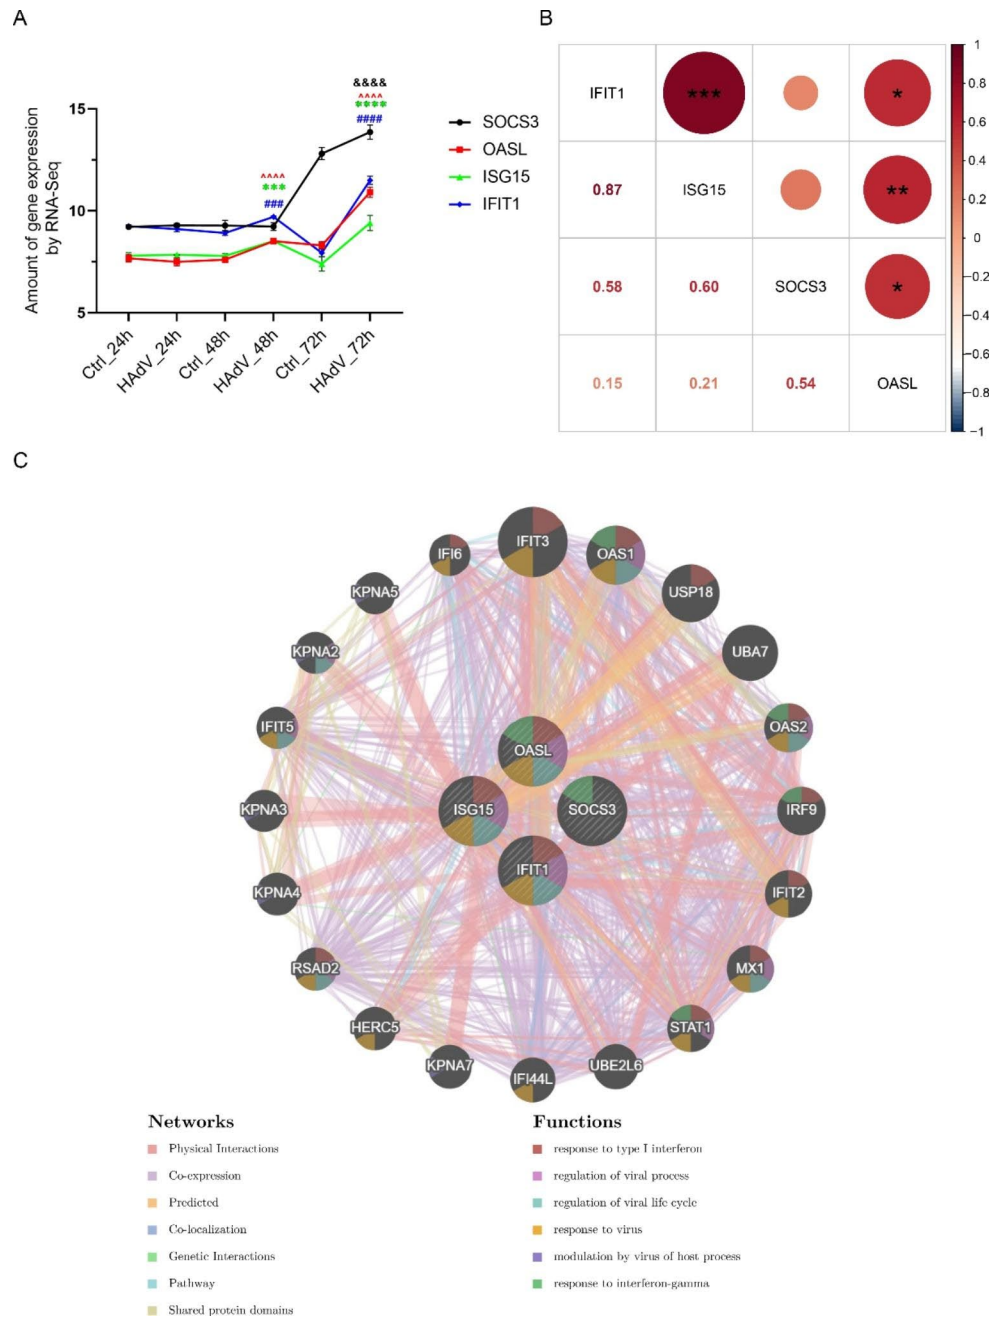 A
B
&&&&
^^^^
****
####
^^^^
***
###
15
10
5
Amount of gene expression
by RNA-Seq
SOCS3
OASL
ISG15
IFIT1
Ctrl_24h
HAdV_24h
Ctrl_48h
HAdV_48h
Ctrl_72h
HAdV_72h
IFIT1
***
*
0.87
ISG15
**
0.58
0.60
SOCS3
*
0.15
0.21
0.54
OASL
1
0.8
0.6
0.4
0.2
0
-0.2
-0.4
-0.6
-0.8
-1
C
IFIT3
IFI6
OAS1
KPNA5
USP18
KPNA2
UBA7
IFIT5
OASL
OAS2
KPNA3
ISG15
SOCS3
IRF9
IFIT1
KPNA4
IFIT2
RSAD2
MX1
HERC5
STAT1
KPNA7
IFI44L
UBE2L6
Networks
Physical Interactions
Co-expression
Predicted
Co-localization
Genetic Interactions
Pathway
Shared protein domains
Functions
response to type I interferon
regulation of viral process
regulation of viral life cycle
response to virus
modulation by virus of host process
response to interferon-gamma